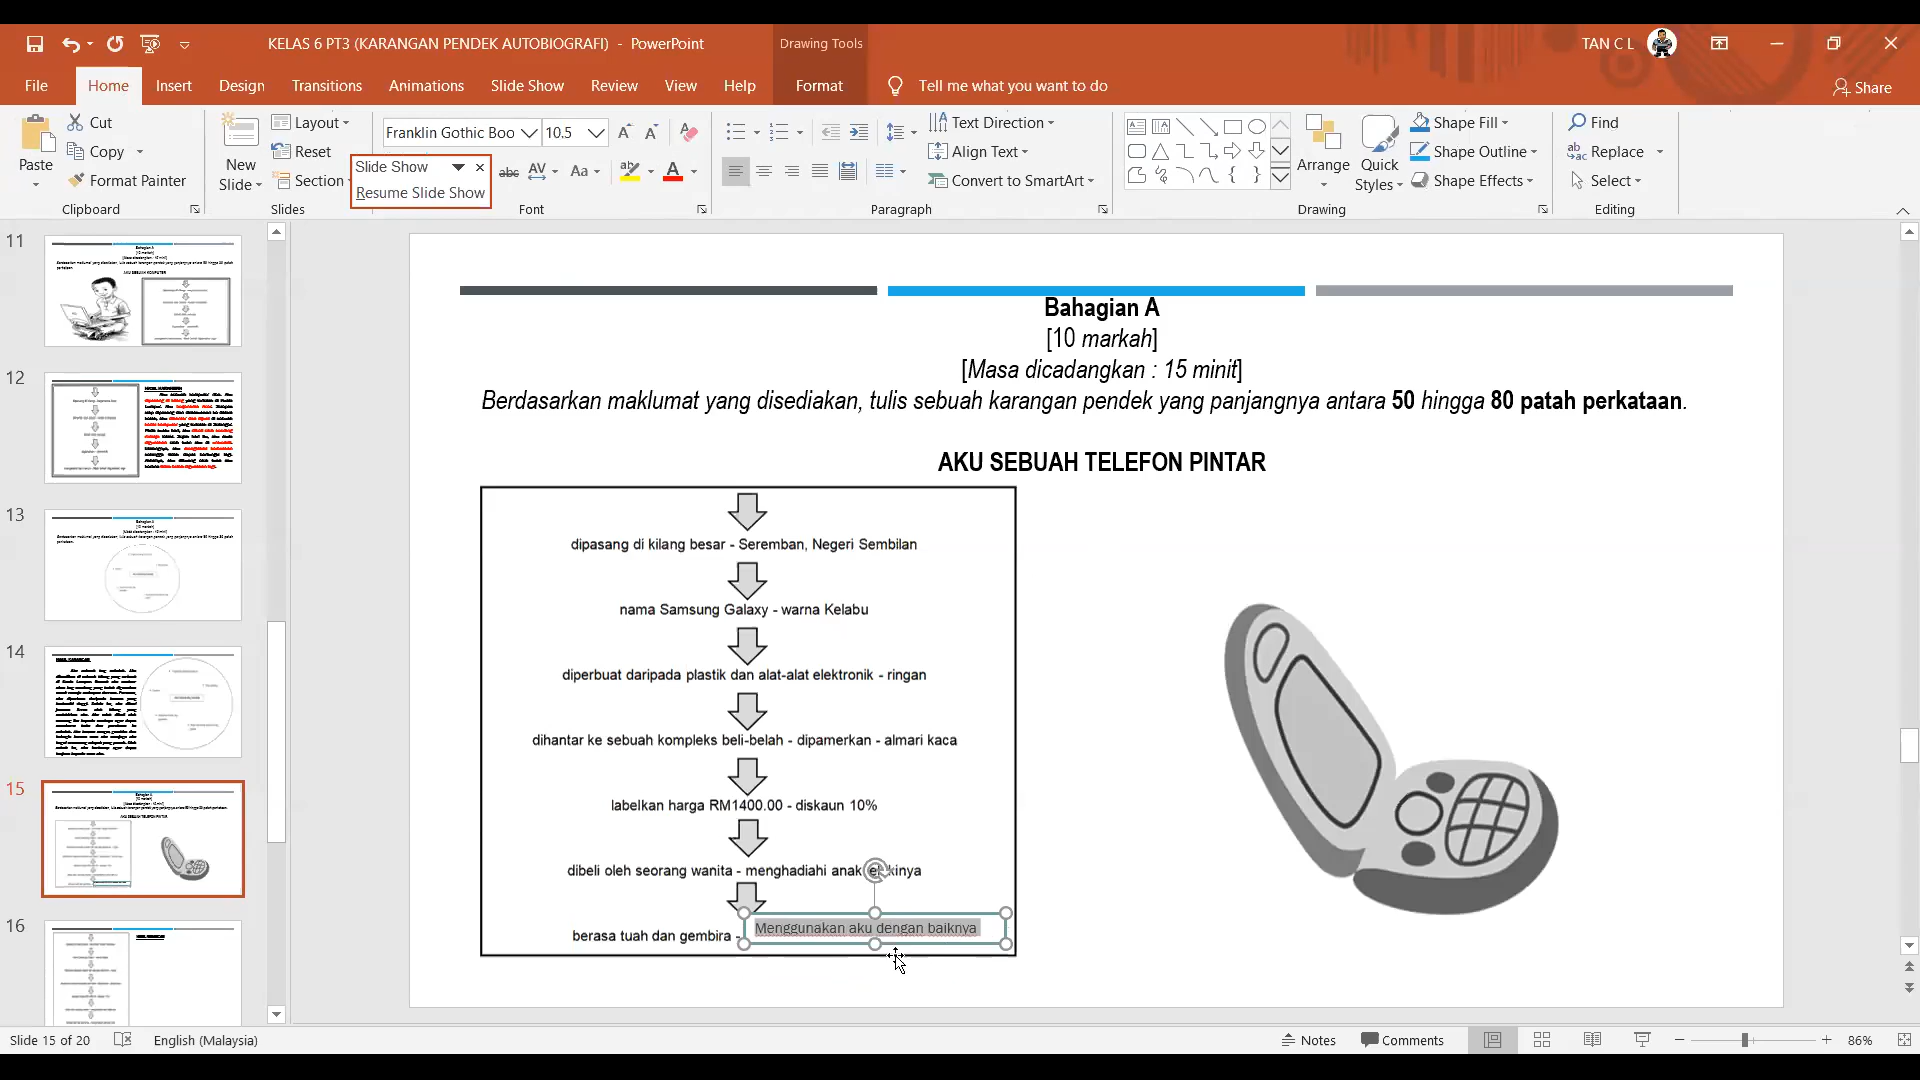 KELAS 6 PT3 (KARANGAN PENDEK AUTOBIOGRAFI) - PowerPoint
Drawing Tools
TAN C L
File Home Insert Design Transitions Animations Slide Show Review View Help Format Tell me what you want to do
Share
Paste
Cut
Copy
Format Painter
Clipboard
New Slide
Layout
Reset
Section
Slides
Slide Show
Resume Slide Show
Franklin Gothic Boo 10.5
abc AV Aa A
Font
Text Direction
Align Text
Convert to SmartArt
Paragraph
Arrange
Quick Styles
Shape Fill
Shape Outline
Shape Effects
Drawing
Find
Replace
Select
Editing
11
12
13
14
15
16
Bahagian A
[10 markah]
[Masa dicadangkan : 15 minit]
Berdasarkan maklumat yang disediakan, tulis sebuah karangan pendek yang panjangnya antara 50 hingga 80 patah perkataan.
AKU SEBUAH TELEFON PINTAR
dipasang di kilang besar - Seremban, Negeri Sembilan
nama Samsung Galaxy - warna Kelabu
diperbuat daripada plastik dan alat-alat elektronik - ringan
dihantar ke sebuah kompleks beli-belah - dipamerkan - almari kaca
labelkan harga RM1400.00 - diskaun 10%
dibeli oleh seorang wanita - menghadiahi anak
berasa tuah dan gembira - Menggunakan aku dengan baiknya
Slide 15 of 20 English (Malaysia)
Notes Comments 86%